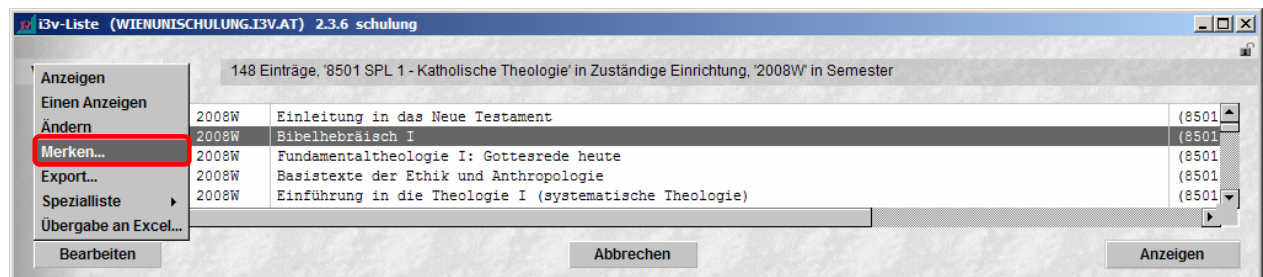 i3v-Liste (WIENUNISCHULUNG.I3V.AT) 2.3.6 schulung
148 Einträge, '8501 SPL 1 - Katholische Theologie' in Zuständige Einrichtung, '2008W' in Semester
Anzeigen
Einen Anzeigen
Ändern
Merken...
Export...
Spezialliste
Übergabe an Excel...
2008W Einleitung in das Neue Testament (8501
2008W Bibelhebräisch I (8501
2008W Fundamentaltheologie I: Gottesrede heute (8501
2008W Basistexte der Ethik und Anthropologie (8501
2008W Einführung in die Theologie I (systematische Theologie) (8501
Bearbeiten Abbrechen Anzeigen